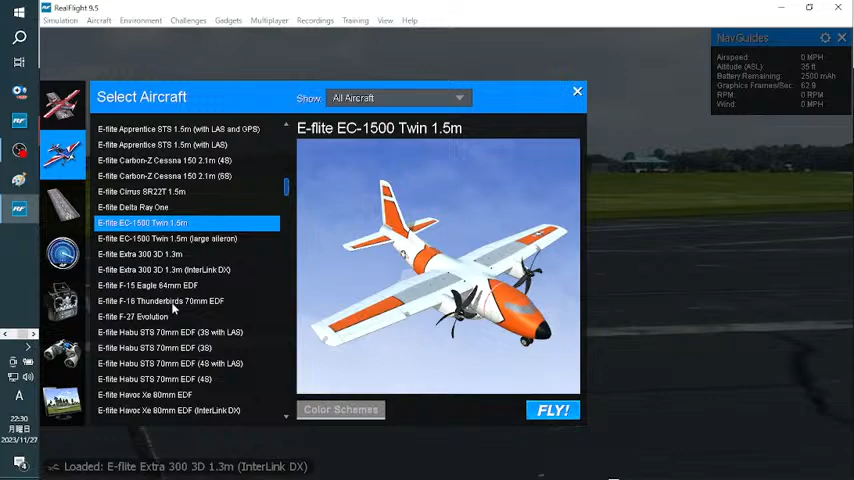 RealFlight 9.5
Simulation Aircraft Environment Challenges Gadgets Multiplayer Recordings Training View Help
NavGuides
Airspeed: 0 MPH
Altitude (ASL): 35 ft
Battery Remaining: 2500 mAh
Graphics Frames/Sec: 62.9
RPM: 0 RPM
Wind: 0 MPH
Select Aircraft
Show: All Aircraft
E-flite Apprentice STS 1.5m (with LAS and GPS)
E-flite Apprentice STS 1.5m (with LAS)
E-flite Carbon-Z Cessna 150 2.1m (4S)
E-flite Carbon-Z Cessna 150 2.1m (6S)
E-flite Cirrus SR22T 1.5m
E-flite Delta Ray One
E-flite EC-1500 Twin 1.5m
E-flite EC-1500 Twin 1.5m (large aileron)
E-flite Extra 300 3D 1.3m
E-flite Extra 300 3D 1.3m (InterLink DX)
E-flite F-15 Eagle 64mm EDF
E-flite F-16 Thunderbirds 70mm EDF
E-flite F-27 Evolution
E-flite Habu STS 70mm EDF (3S with LAS)
E-flite Habu STS 70mm EDF (3S)
E-flite Habu STS 70mm EDF (4S with LAS)
E-flite Habu STS 70mm EDF (4S)
E-flite Havoc Xe 80mm EDF
E-flite Havoc Xe 80mm EDF (InterLink DX)
E-flite EC-1500 Twin 1.5m
Color Schemes
FLY!
RF
RF
A
22:30
月曜日
2023/11/27
4
Loaded: E-flite Extra 300 3D 1.3m (InterLink DX)